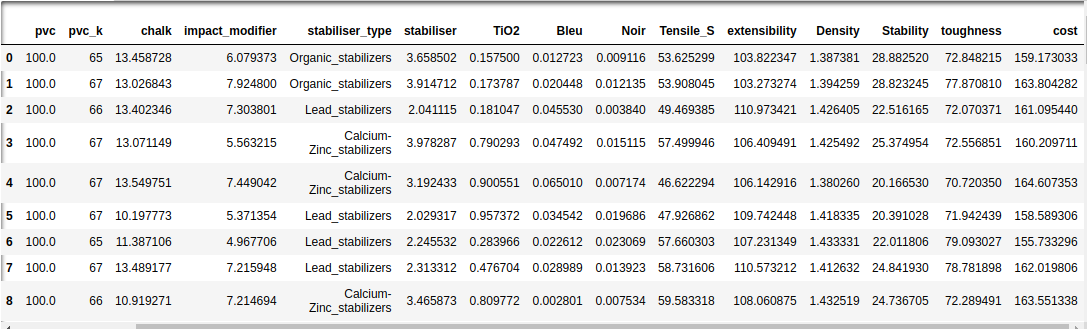 pvc pvc_k chalk impact_modifier stabiliser_type stabiliser TiO2 Bleu Noir Tensile_S extensibility Density Stability toughness cost
0 100.0 65 13.458728 6.079373 Organic_stabilizers 3.658502 0.157500 0.012723 0.009116 53.625299 103.822347 1.387381 28.882520 72.848215 159.173033
1 100.0 67 13.026843 7.924800 Organic_stabilizers 3.914712 0.173787 0.020448 0.012135 53.908045 103.273274 1.394259 28.823245 77.870810 163.804282
2 100.0 66 13.402346 7.303801 Lead_stabilizers 2.041115 0.181047 0.045530 0.003840 49.469385 110.973421 1.426405 22.516165 72.070371 161.095440
Calcium-
3 100.0 67 13.071149 5.563215 3.978287 0.790293 0.047492 0.015115 57.499946 106.409491 1.425492 25.374954 72.556851 160.209711
Zinc_stabilizers
Calcium-
4 100.0 67 13.549751 7.449042 3.192433 0.900551 0.065010 0.007174 46.622294 106.142916 1.380260 20.166530 70.720350 164.607353
Zinc_stabilizers
5 100.0 67 10.197773 5.371354 Lead_stabilizers 2.029317 0.957372 0.034542 0.019686 47.926862 109.742448 1.418335 20.391028 71.942439 158.589306
6 100.0 65 11.387106 4.967706 Lead_stabilizers 2.245532 0.283966 0.022612 0.023069 57.660303 107.231349 1.433331 22.011806 79.093027 155.733296
7 100.0 67 13.489177 7.215948 Lead_stabilizers 2.313312 0.476704 0.028989 0.013923 58.731606 110.573212 1.412632 24.841930 78.781898 162.019806
Calcium-
8 100.0 66 10.919271 7.214694 3.465873 0.809772 0.002801 0.007534 59.583318 108.060875 1.432519 24.736705 72.289491 163.551338
Zinc_stabilizers